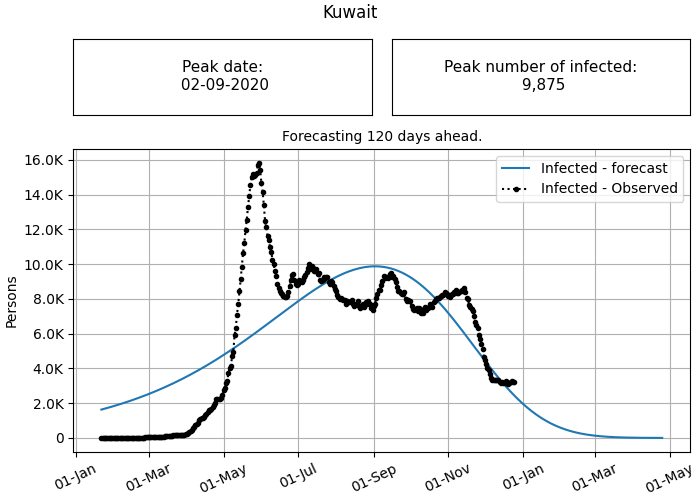 Kuwait
Peak date:
02-09-2020
Peak number of infected:
9,875
Forecasting 120 days ahead.
Infected - forecast
Infected - Observed
Persons
16.0K
14.0K
12.0K
10.0K
8.0K
6.0K
4.0K
2.0K
0
01-Jan
01-Mar
01-May
01-Jul
01-Sep
01-Nov
01-Jan
01-Mar
01-May